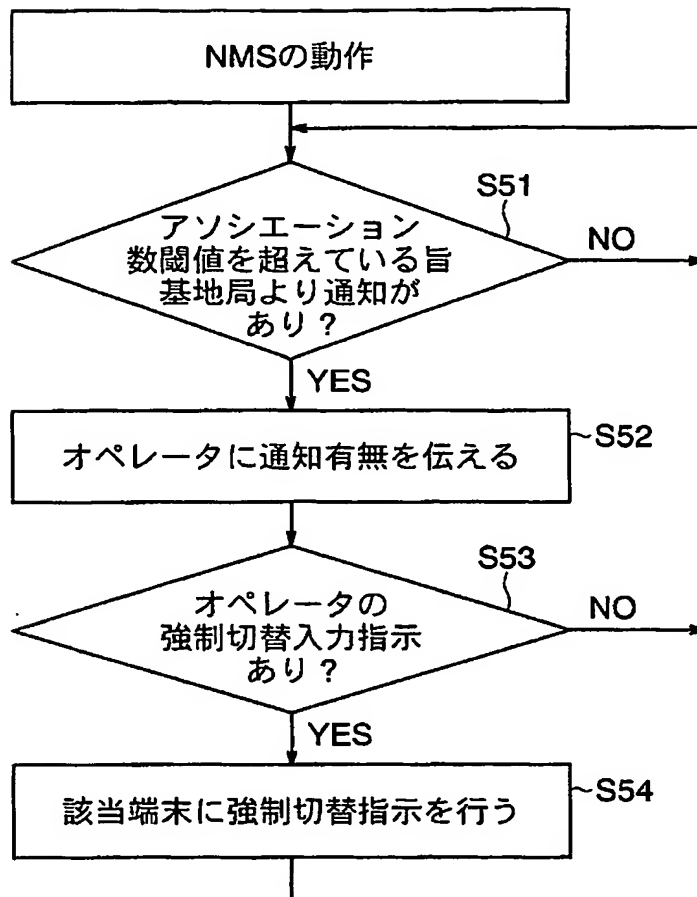 NMSの動作
S51
アソシエーション
数閾値を超えている旨
基地局より通知が
あり？
NO
YES
オペレータに通知有無を伝える
S52
S53
オペレータの
強制切替入力指示
あり？
NO
YES
該当端末に強制切替指示を行う
S54